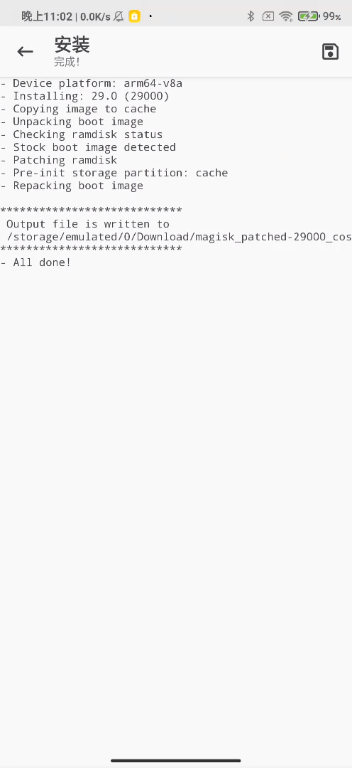 晚上11:02 | 0.0K/s
99%
安装
完成!
- Device platform: arm64-v8a
- Installing: 29.0 (29000)
- Copying image to cache
- Unpacking boot image
- Checking ramdisk status
- Stock boot image detected
- Patching ramdisk
- Pre-init storage partition: cache
- Repacking boot image
****************************
Output file is written to
/storage/emulated/0/Download/magisk_patched-29000_cos
****************************
- All done!